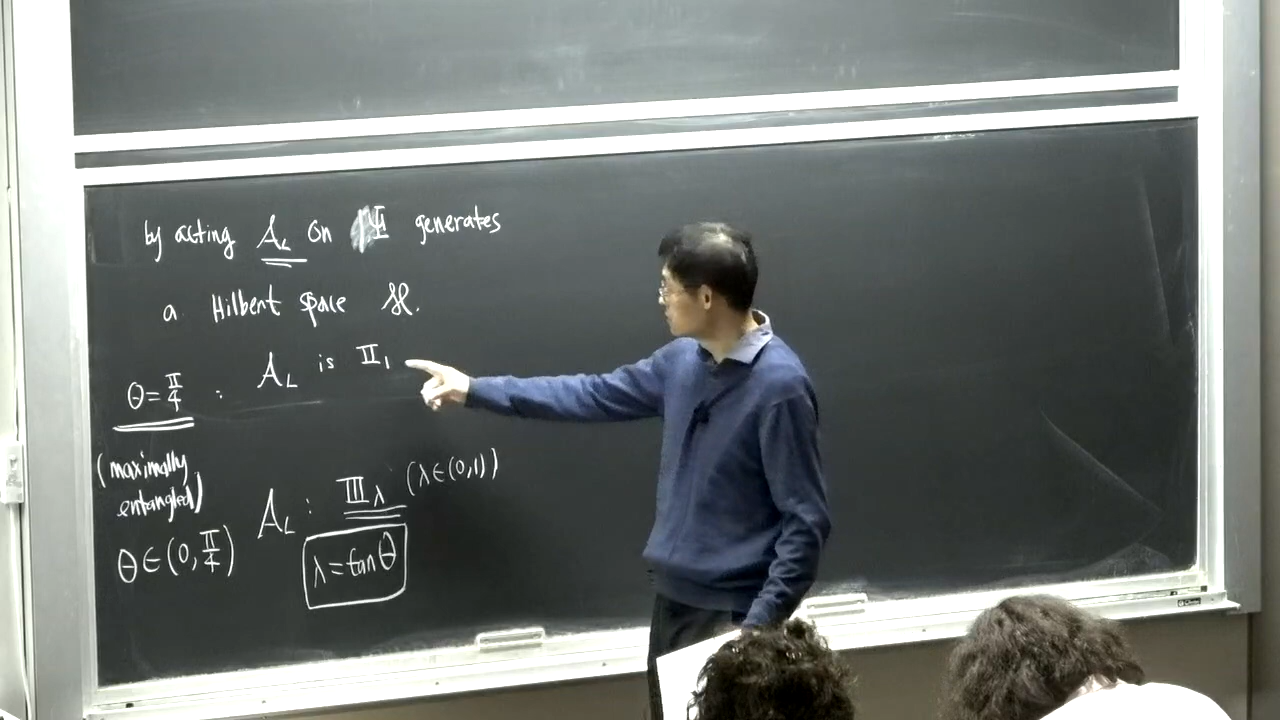 by acting A_L on |Ψ generates
a Hilbert space ℋ.
θ = π/4 : A_L is II₁
(maximally entangled)
θ ∈ (0, π/4) A_L : III_λ (λ ∈ (0,1))
λ = tan θ